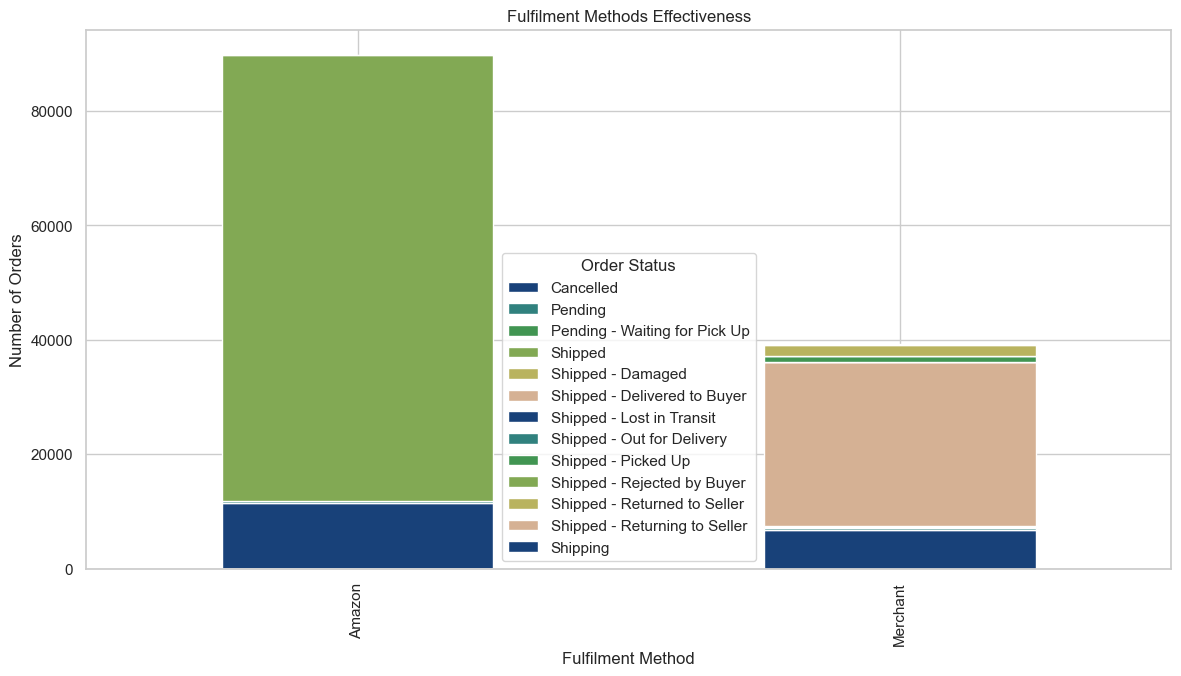 Fulfilment Methods Effectiveness
Number of Orders
80000
60000
40000
20000
0
Order Status
Cancelled
Pending
Pending - Waiting for Pick Up
Shipped
Shipped - Damaged
Shipped - Delivered to Buyer
Shipped - Lost in Transit
Shipped - Out for Delivery
Shipped - Picked Up
Shipped - Rejected by Buyer
Shipped - Returned to Seller
Shipped - Returning to Seller
Shipping
Amazon
Merchant
Fulfilment Method